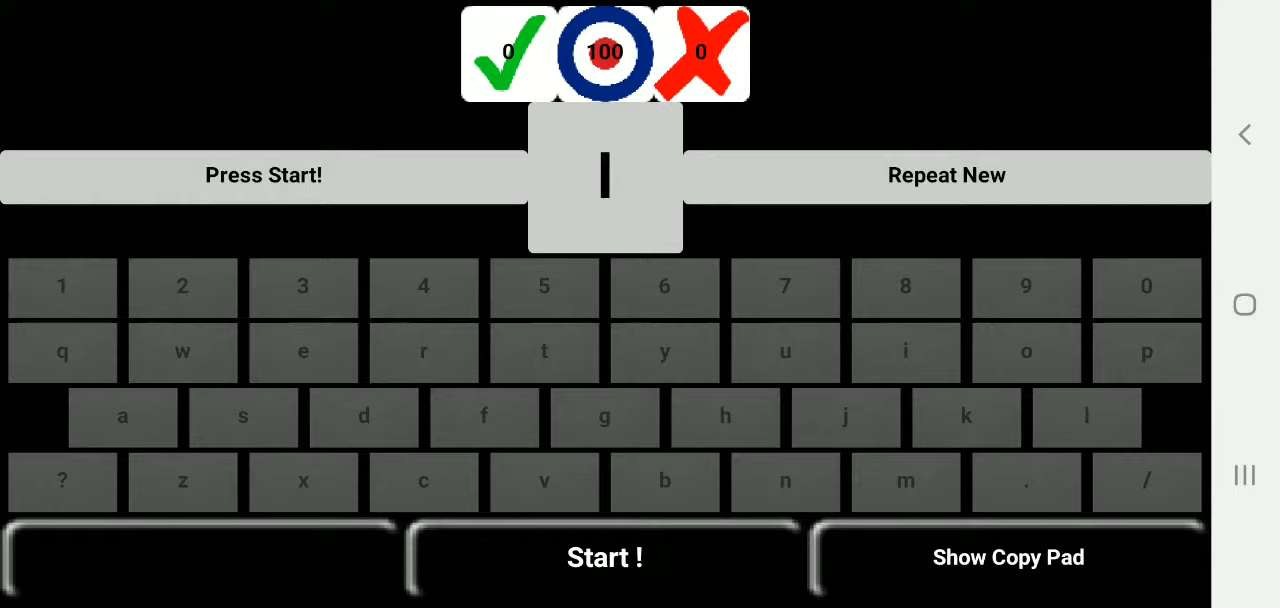 0 100 0
Press Start! l Repeat New
1 2 3 4 5 6 7 8 9 0
q w e r t y u i o p
a s d f g h j k l
? z x c v b n m . /
Start ! Show Copy Pad